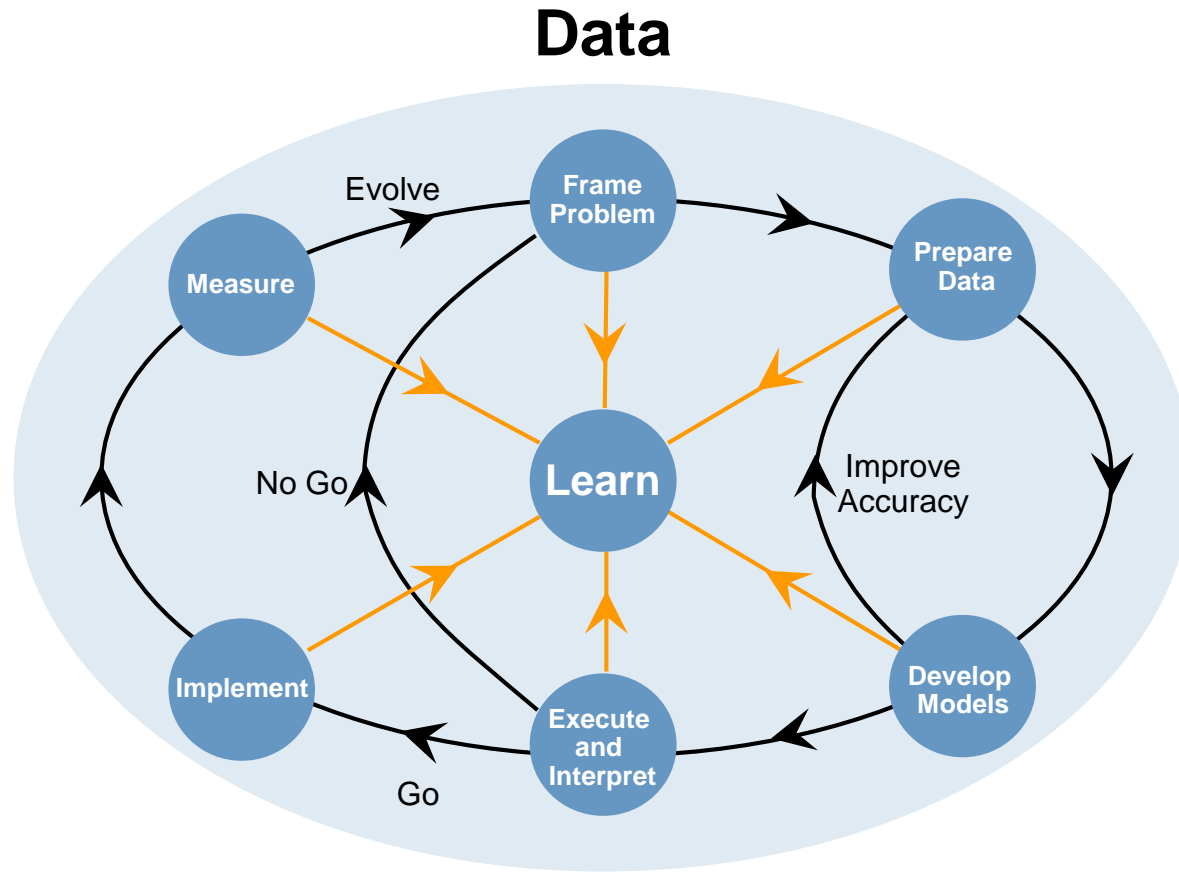 Data
Evolve
Frame
Problem
Prepare
Data
Measure
No Go
Learn
Improve
Accuracy
Implement
Develop
Models
Execute
and
Interpret
Go